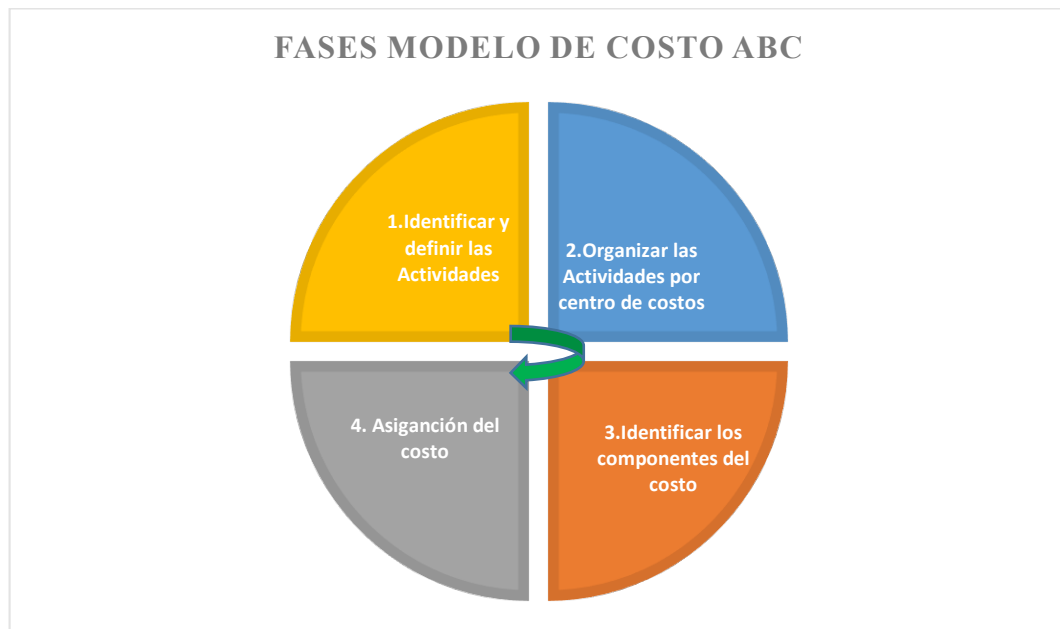 FASES MODELO DE COSTO ABC
1.Identificar y
definir las
Actividades
2.Organizar las
Actividades por
centro de costos
3.Identificar los
componentes del
costo
4. Asiganción del
costo